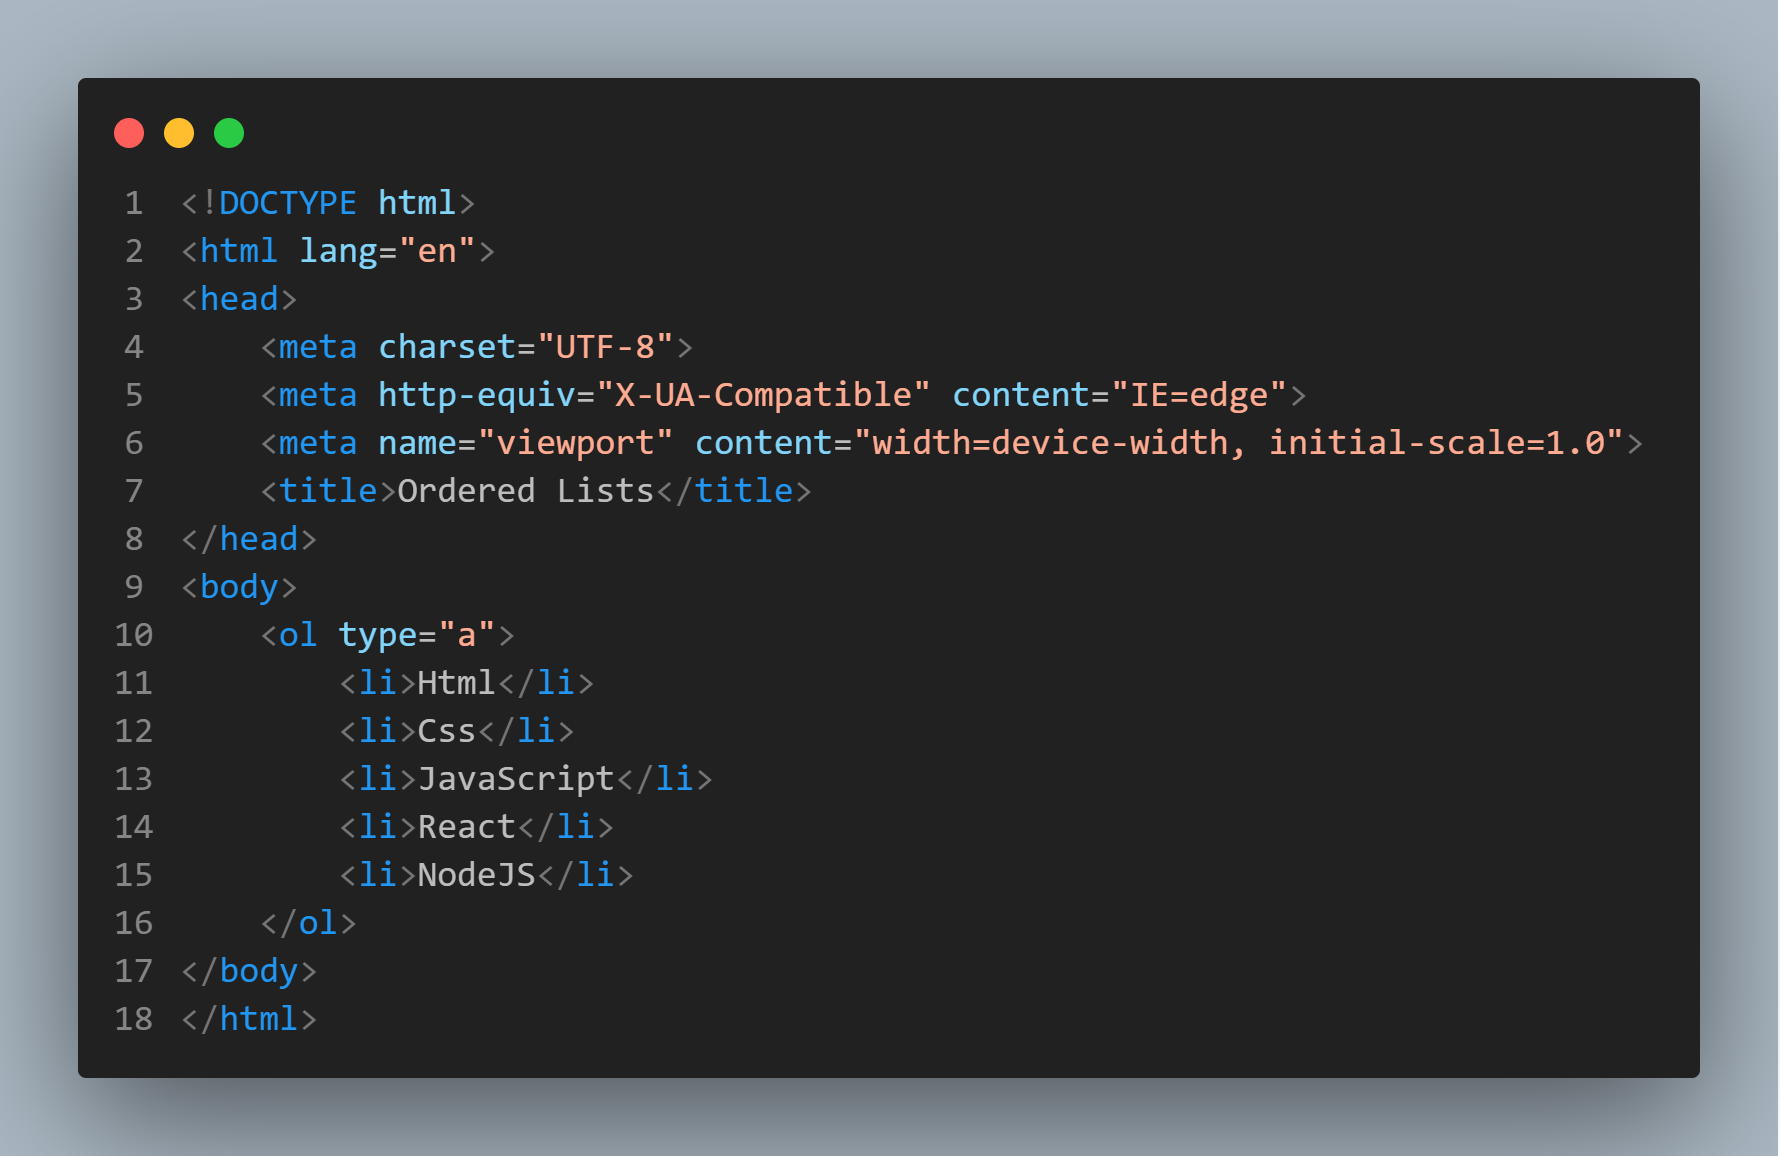 1 <!DOCTYPE html>
2 <html lang="en">
3 <head>
4     <meta charset="UTF-8">
5     <meta http-equiv="X-UA-Compatible" content="IE=edge">
6     <meta name="viewport" content="width=device-width, initial-scale=1.0">
7     <title>Ordered Lists</title>
8 </head>
9 <body>
10     <ol type="a">
11         <li>Html</li>
12         <li>Css</li>
13         <li>JavaScript</li>
14         <li>React</li>
15         <li>NodeJS</li>
16     </ol>
17 </body>
18 </html>